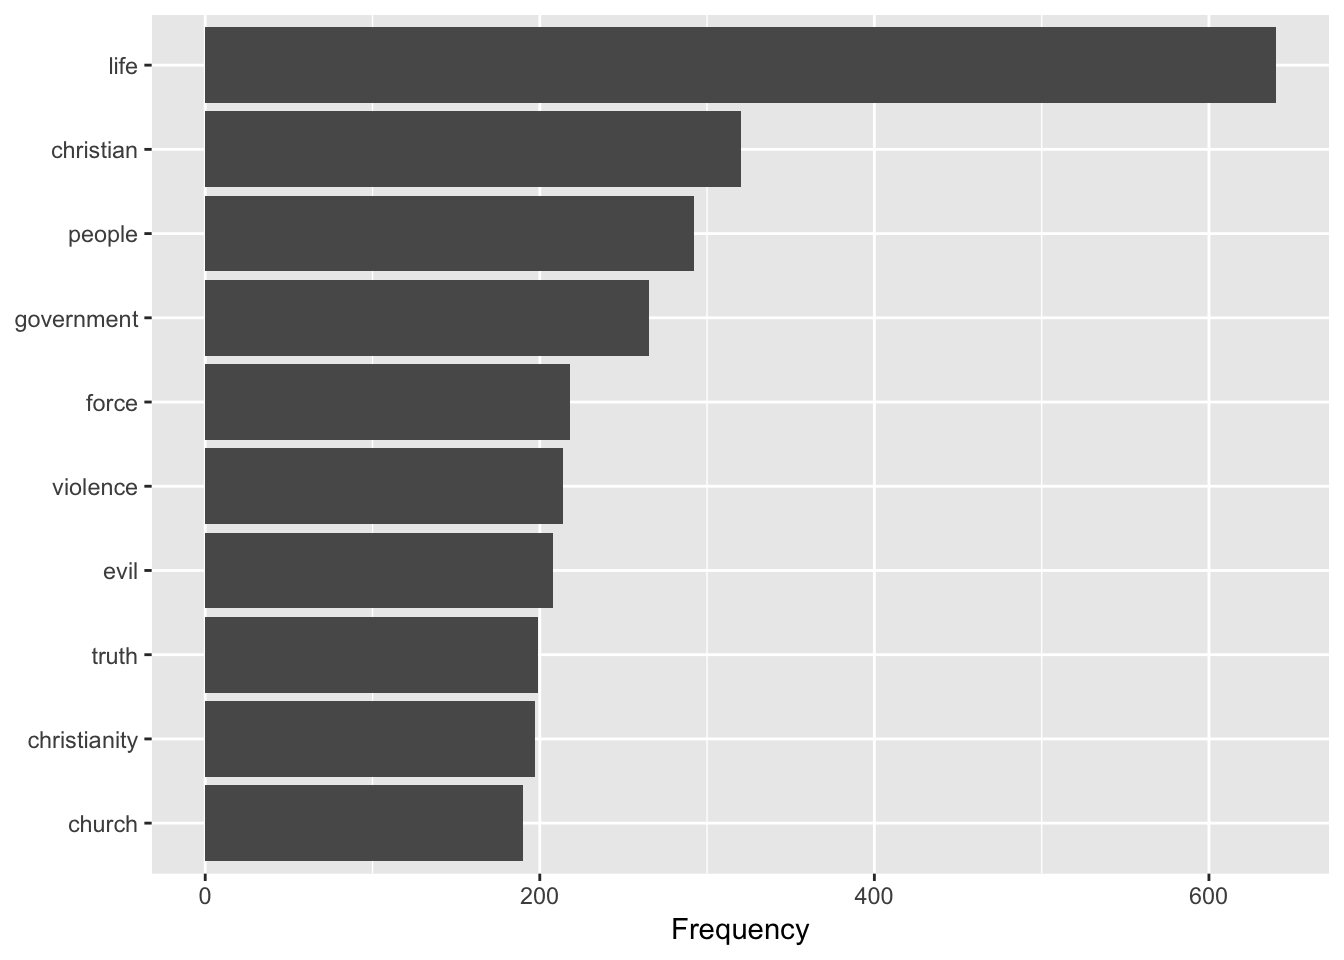 life
christian
people
government
force
violence
evil
truth
christianity
church
0 200 400 600
Frequency